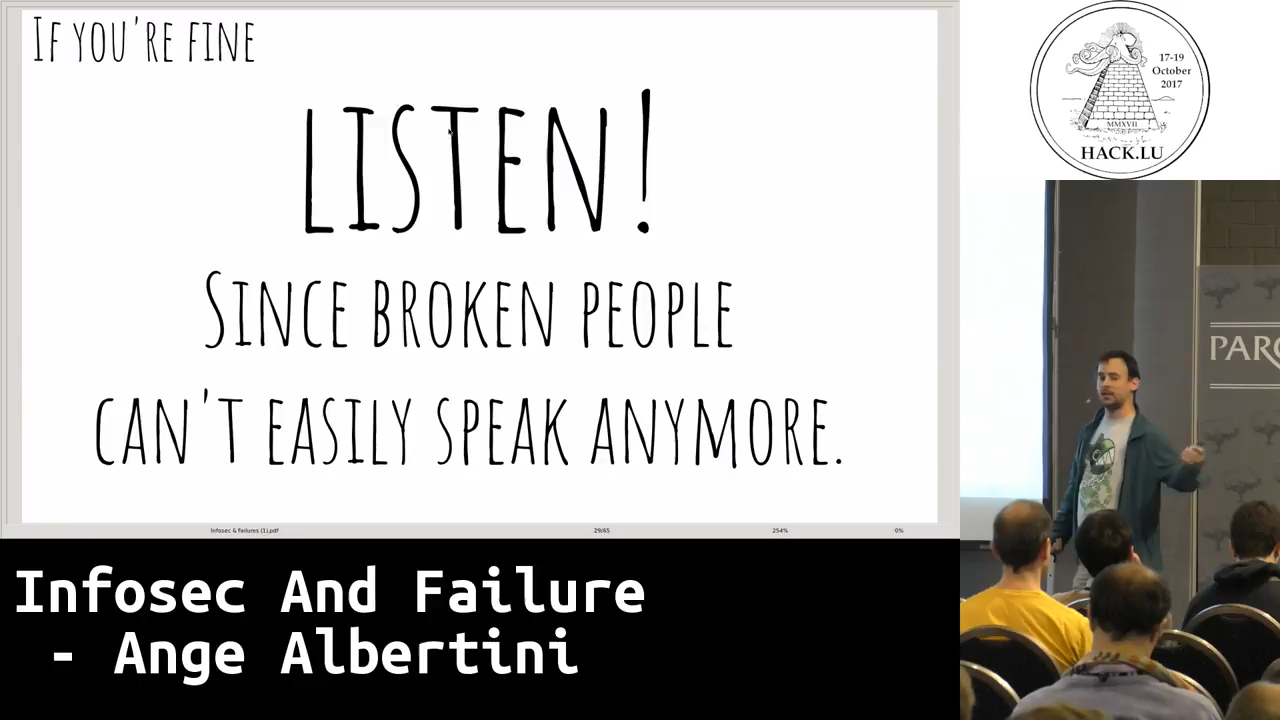 If you're fine
LISTEN!
Since broken people
can't easily speak anymore.
Infosec & Failures (1).pdf 29/65 254% 0%
Infosec And Failure
- Ange Albertini
17-19
October
2017
MMXVII
HACK.LU
PARC